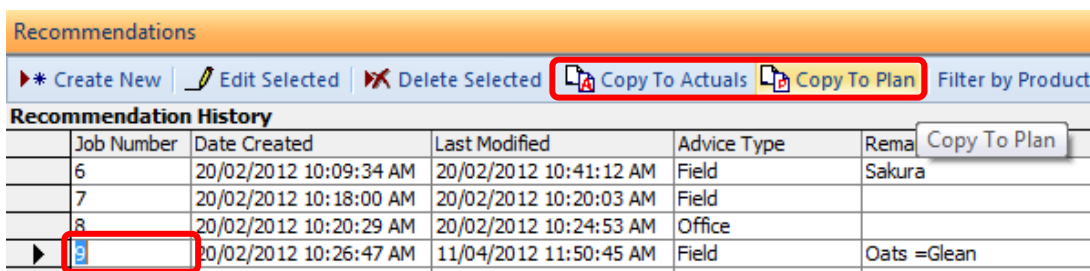 Recommendations
Create New Edit Selected Delete Selected Copy To Actuals Copy To Plan Filter by Product
Recommendation History
Job Number Date Created Last Modified Advice Type Rema Copy To Plan
6 20/02/2012 10:09:34 AM 20/02/2012 10:41:12 AM Field Sakura
7 20/02/2012 10:18:00 AM 20/02/2012 10:20:03 AM Field
8 20/02/2012 10:20:29 AM 20/02/2012 10:24:53 AM Office
9 20/02/2012 10:26:47 AM 11/04/2012 11:50:45 AM Field Oats =Glean